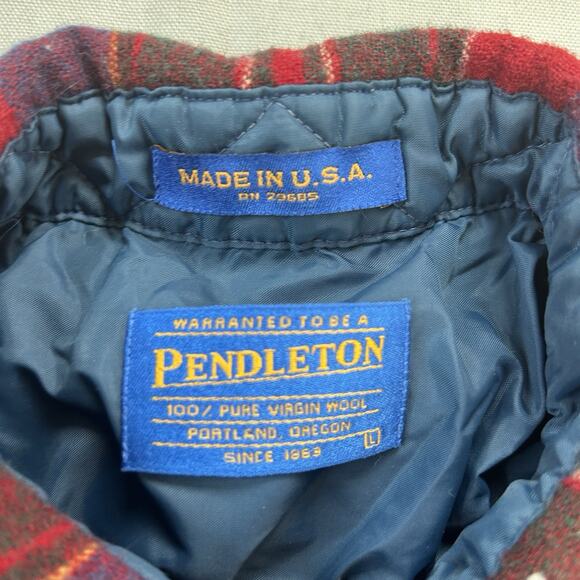 MADE IN U.S.A.
RN 29685
WARRANTED TO BE A
PENDLETON
100% PURE VIRGIN WOOL
PORTLAND, OREGON
L
SINCE 1863